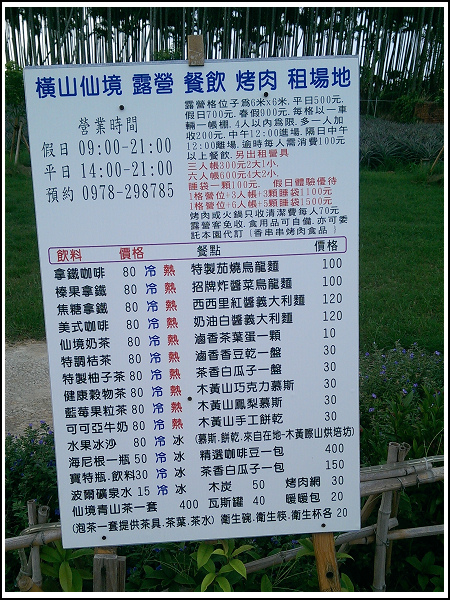 橫山仙境 露營 餐飲 烤肉 租場地
營業時間
假日 09:00-21:00
平日 14:00-21:00
預約 0978-298785
露營格位子為6米x6米. 平日500元.
假日700元. 春假900元. 每格以一車
一帳一棚. 4人以內為限. 多一人加
收200元. 中午12:00進場. 隔日中午
12:00離場. 逾時每人需消費100元
以上餐飲. 另出租營具
三人帳300元2大1小.
六人帳600元4大2小.
睡袋一顆100元. 假日體驗優待
1格營位+3人帳+3顆睡袋1100元
1格營位+6人帳+5顆睡袋1500元
烤肉或火鍋只收清潔費每人70元
露營客免收. 食用品可自備. 亦可委
託本園代訂 (香串串烤肉食品)
飲料 價格 餐點 價格
拿鐵咖啡 80 冷 熱 特製茄燒烏龍麵 100
榛果拿鐵 80 冷 熱 招牌炸醬菜烏龍麵 100
焦糖拿鐵 80 冷 熱 西西里紅醬義大利麵 120
美式咖啡 80 冷 熱 奶油白醬義大利麵 120
仙境奶茶 80 冷 熱 滷香茶葉蛋一顆 10
特調桔茶 80 冷 熱 滷香香豆乾一盤 30
特製柚子茶 80 冷 熱 茶香白瓜子一盤 30
健康穀物茶 80 冷 熱 木黃山巧克力慕斯 30
藍莓果粒茶 80 冷 熱 木黃山鳳梨慕斯 30
可可亞牛奶 80 冷 熱 木黃山手工餅乾 30
水果冰沙 80 冷 冰 (慕斯.餅乾.來自在地-木黃山烘培坊)
海尼根一瓶 50 冷 冰 精選咖啡豆一包 400
寶特瓶.飲料30 冷 冰 茶香白瓜子一包 150
波爾礦泉水 15 冷 冰 木炭 50 烤肉網 30
仙境青山茶一套 400 瓦斯罐 40 暖暖包 20
(泡茶一套提供茶具.茶葉.茶水) 衛生碗.衛生筷.衛生杯各20